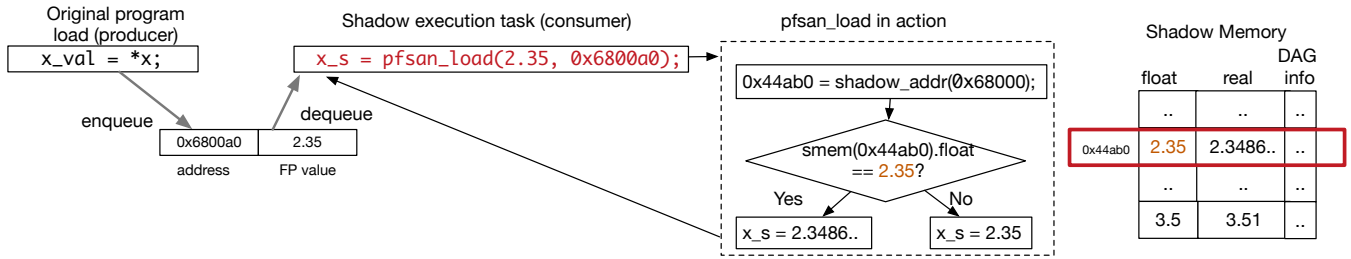 Original program
load (producer)
x_val = *x;
enqueue
dequeue
0x6800a0 2.35
address FP value
Shadow execution task (consumer)
x_s = pfsan_load(2.35, 0x6800a0);
pfsan_load in action
0x44ab0 = shadow_addr(0x68000);
smem(0x44ab0).float
== 2.35?
Yes No
x_s = 2.3486..
x_s = 2.35
Shadow Memory
float real DAG
info
.. .. ..
0x44ab0 2.35 2.3486.. ..
.. .. ..
3.5 3.51 ..